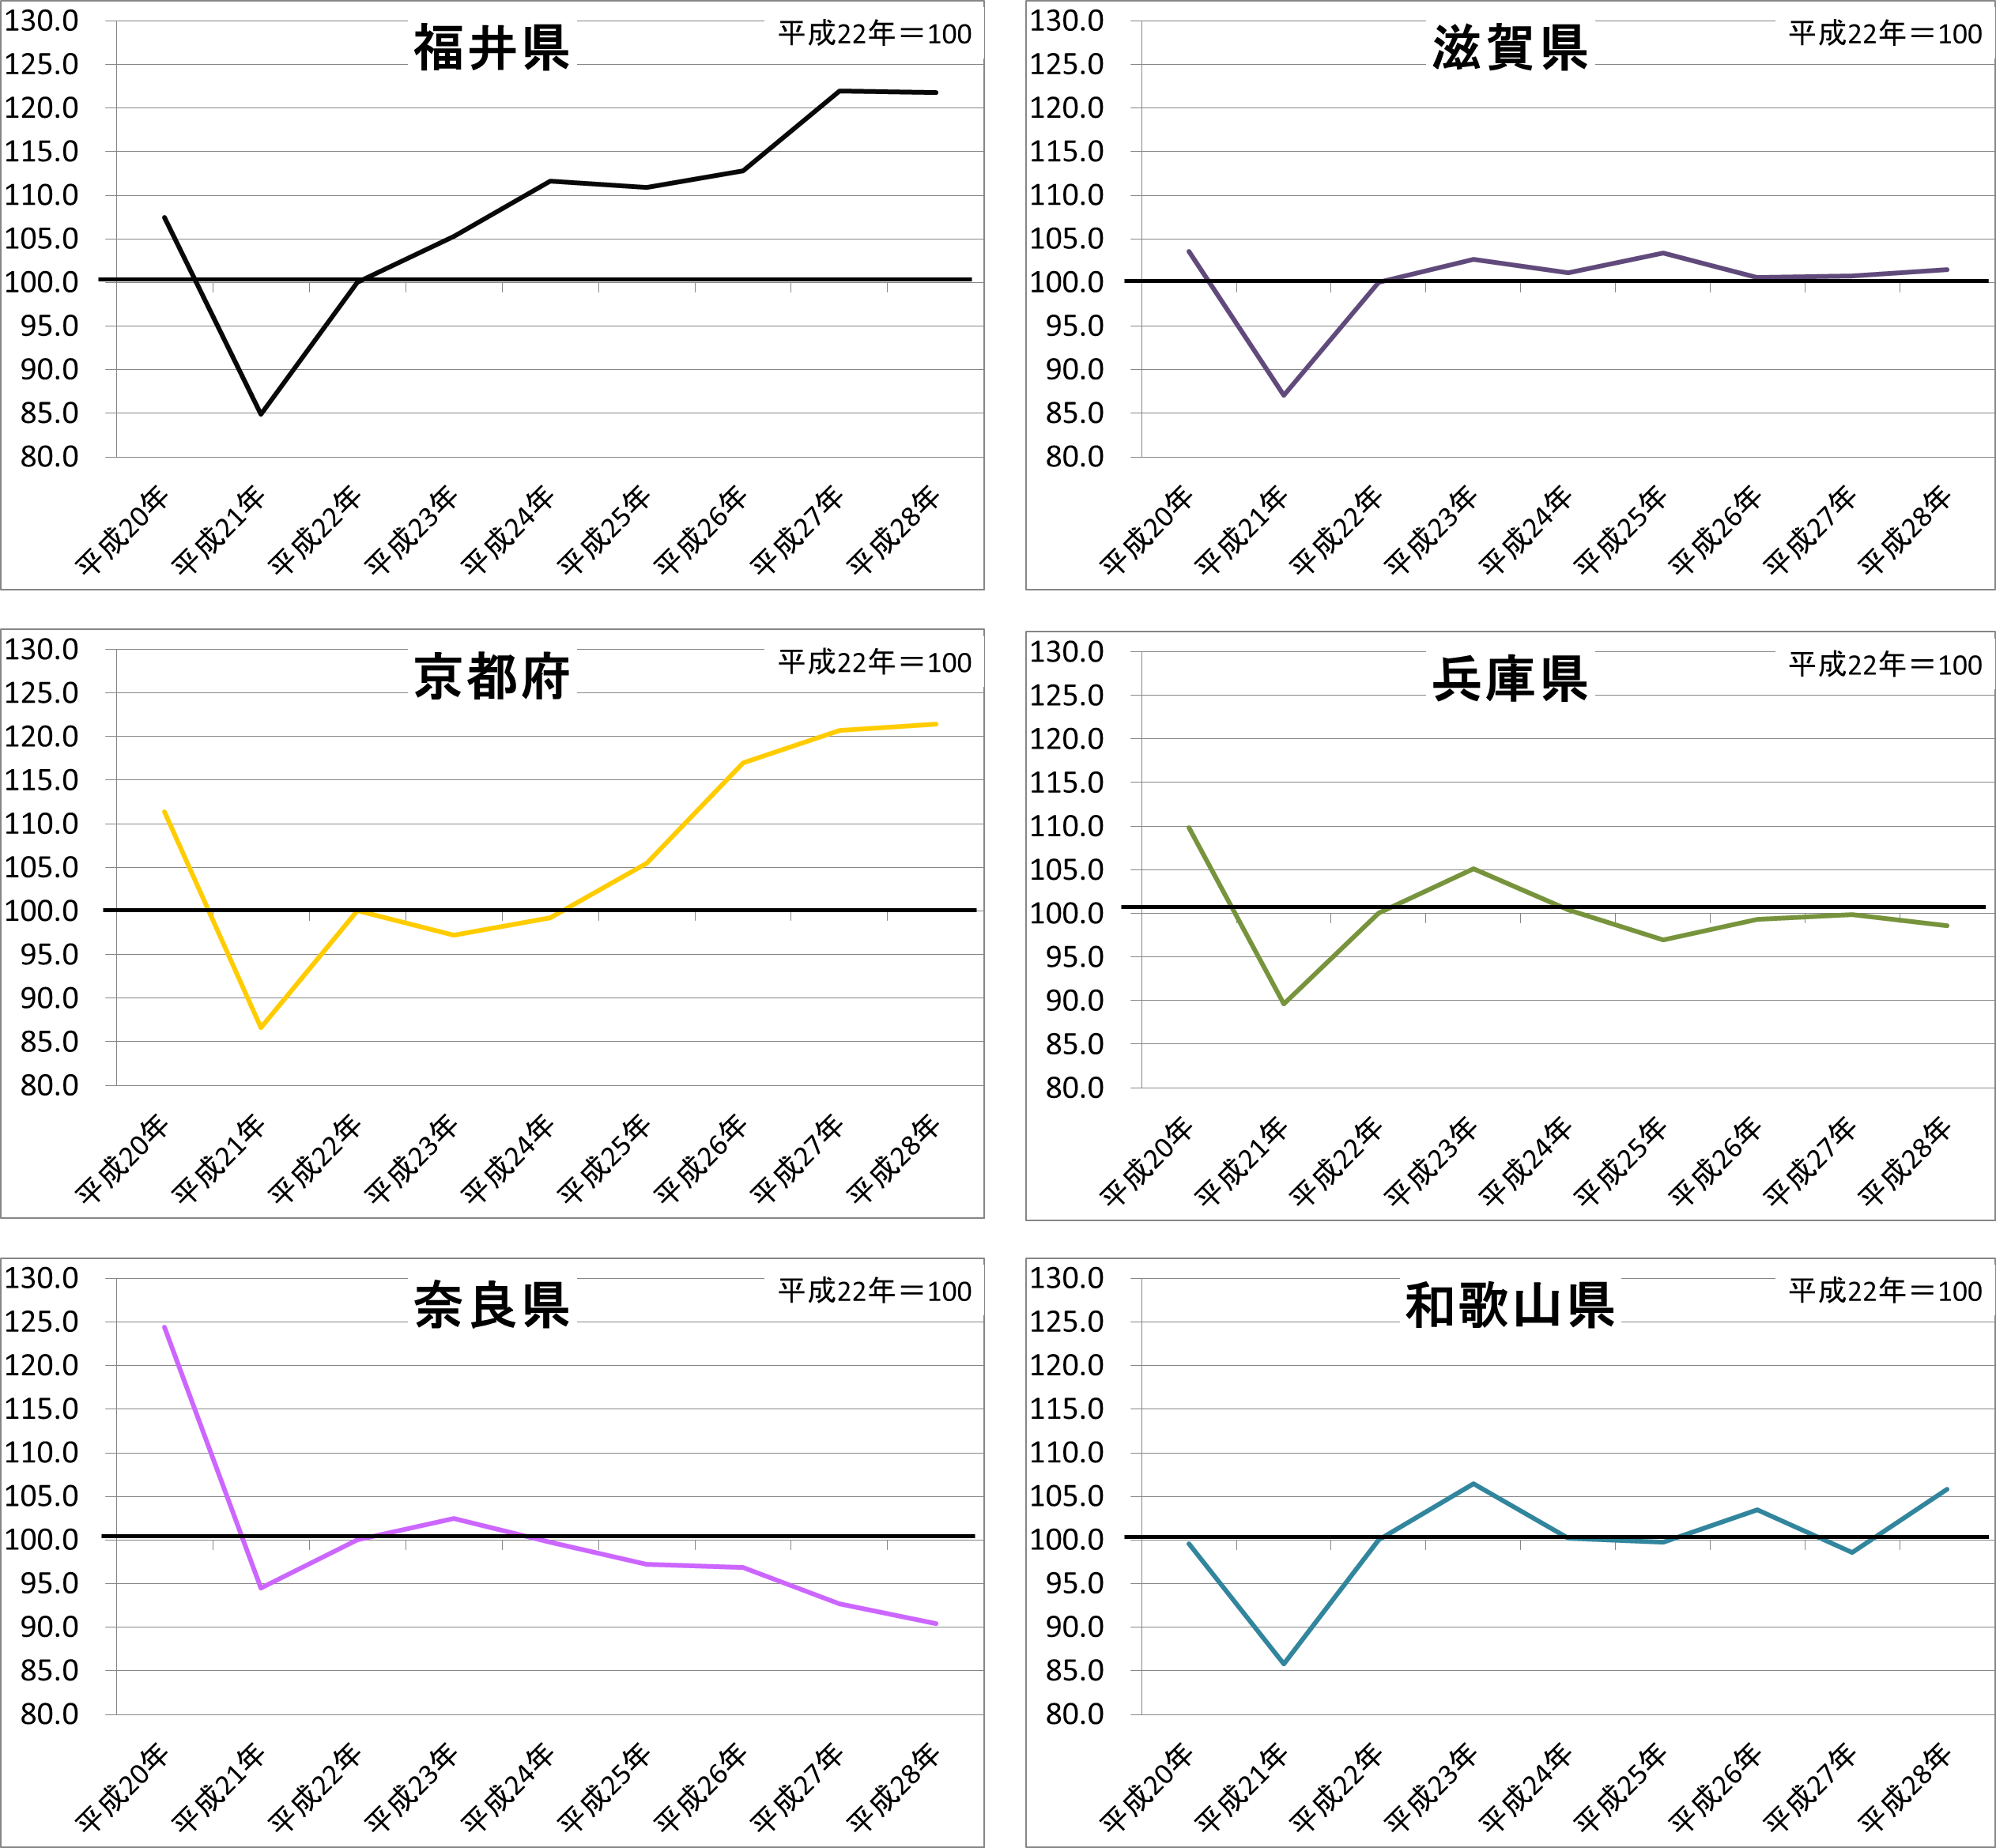 福井県
平成22年＝100
130.0
125.0
120.0
115.0
110.0
105.0
100.0
95.0
90.0
85.0
80.0
平成20年
平成21年
平成22年
平成23年
平成24年
平成25年
平成26年
平成27年
平成28年
滋賀県
平成22年＝100
130.0
125.0
120.0
115.0
110.0
105.0
100.0
95.0
90.0
85.0
80.0
平成20年
平成21年
平成22年
平成23年
平成24年
平成25年
平成26年
平成27年
平成28年
京都府
平成22年＝100
130.0
125.0
120.0
115.0
110.0
105.0
100.0
95.0
90.0
85.0
80.0
平成20年
平成21年
平成22年
平成23年
平成24年
平成25年
平成26年
平成27年
平成28年
兵庫県
平成22年＝100
130.0
125.0
120.0
115.0
110.0
105.0
100.0
95.0
90.0
85.0
80.0
平成20年
平成21年
平成22年
平成23年
平成24年
平成25年
平成26年
平成27年
平成28年
奈良県
平成22年＝100
130.0
125.0
120.0
115.0
110.0
105.0
100.0
95.0
90.0
85.0
80.0
平成20年
平成21年
平成22年
平成23年
平成24年
平成25年
平成26年
平成27年
平成28年
和歌山県
平成22年＝100
130.0
125.0
120.0
115.0
110.0
105.0
100.0
95.0
90.0
85.0
80.0
平成20年
平成21年
平成22年
平成23年
平成24年
平成25年
平成26年
平成27年
平成28年